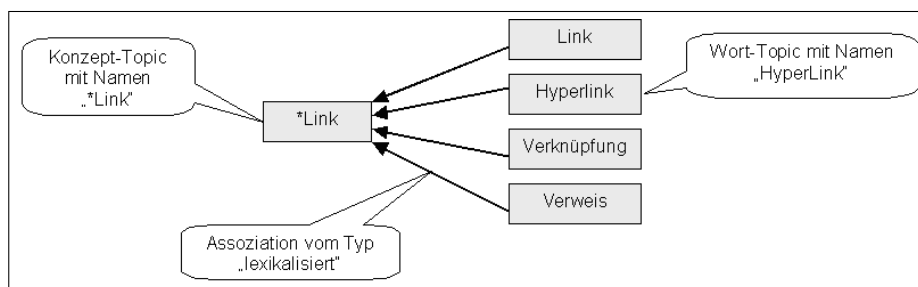 Konzept-Topic
mit Namen
„*Link“
*Link
Link
Hyperlink
Verknüpfung
Verweis
Wort-Topic mit Namen
„HyperLink“
Assoziation vom Typ
„lexikalisiert“